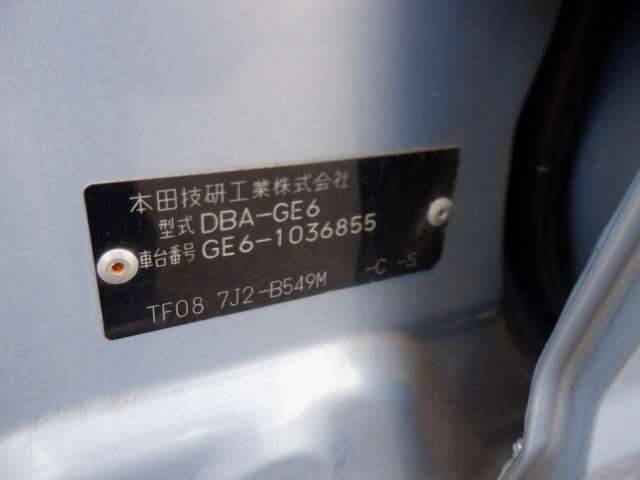 本田技研工業株式会社
型式 DBA-GE6
車台番号 GE6-1036855
TF08 7J2-B549M -C -S